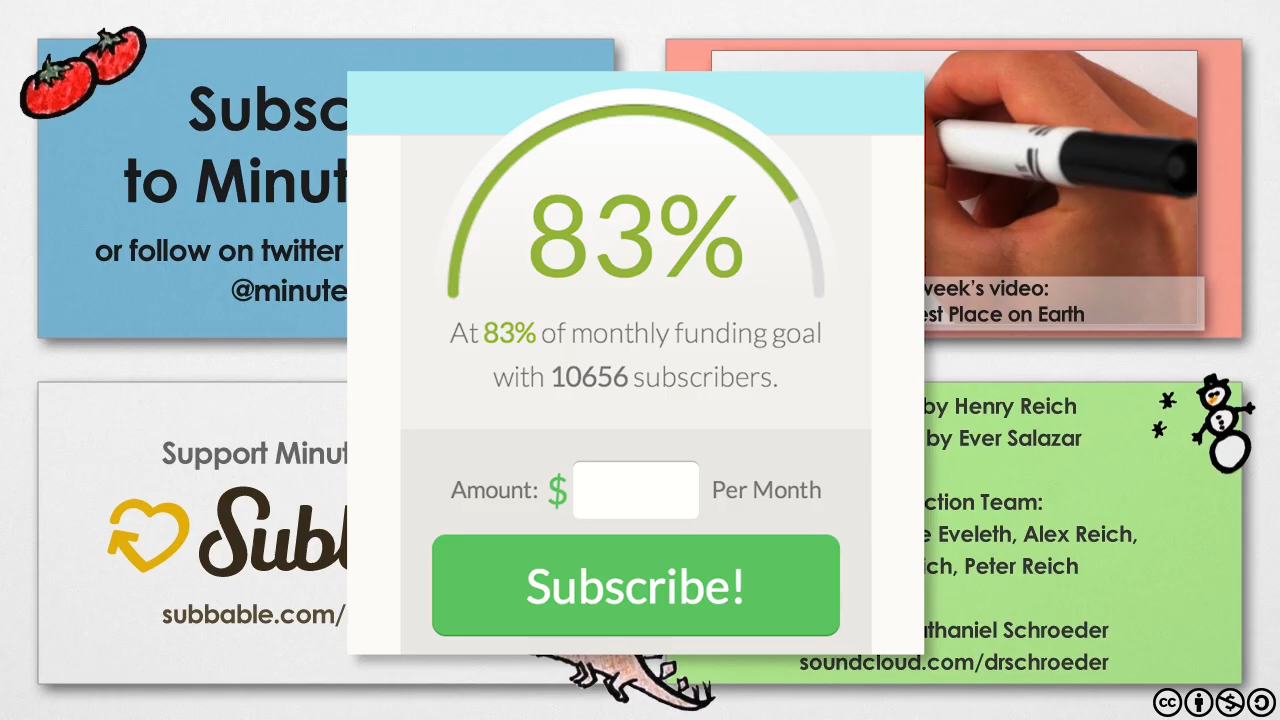 Subsc
to Minut
or follow on twitter
@minute
83%
At 83% of monthly funding goal
with 10656 subscribers.
Amount: $ Per Month
Subscribe!
week's video:
est Place on Earth
Support Minut
Subb
subbable.com/
by Henry Reich
by Ever Salazar
ction Team:
e Eveleth, Alex Reich,
ich, Peter Reich
athaniel Schroeder
soundcloud.com/drschroeder
cc